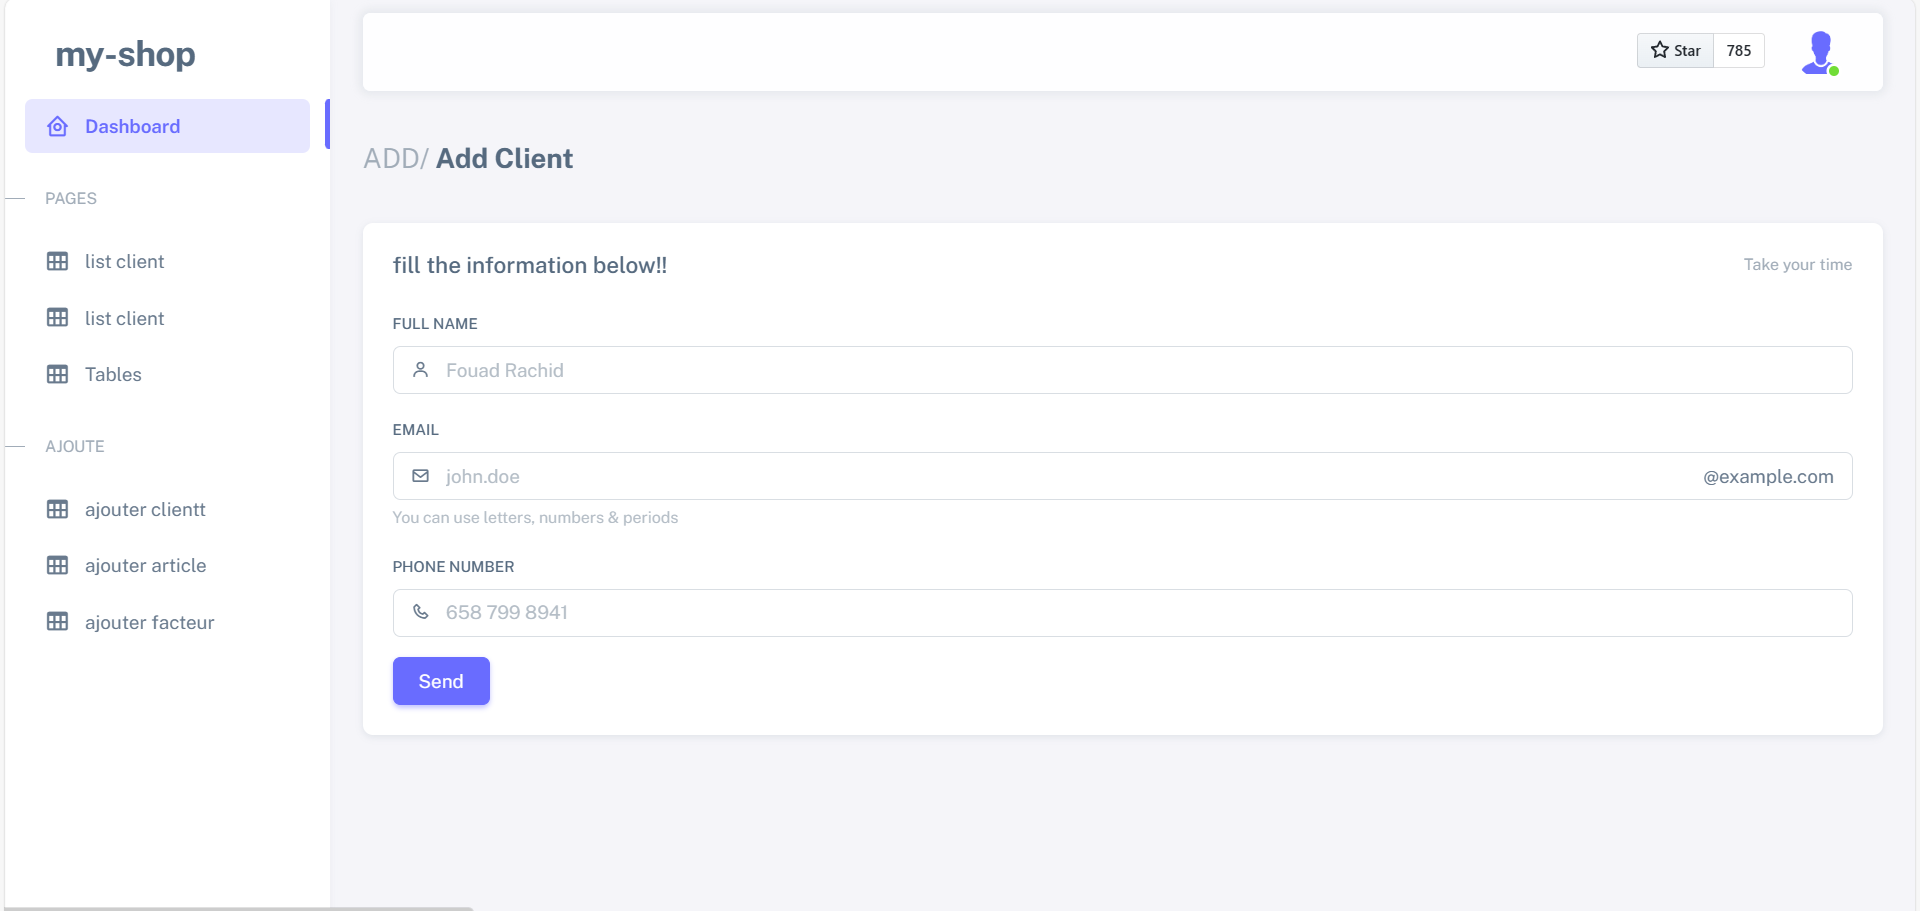 my-shop
Dashboard
PAGES
list client
list client
Tables
AJOUTE
ajouter clientt
ajouter article
ajouter facteur
Star 785
ADD/ Add Client
fill the information below!!
Take your time
FULL NAME
Fouad Rachid
EMAIL
john.doe @example.com
You can use letters, numbers & periods
PHONE NUMBER
658 799 8941
Send